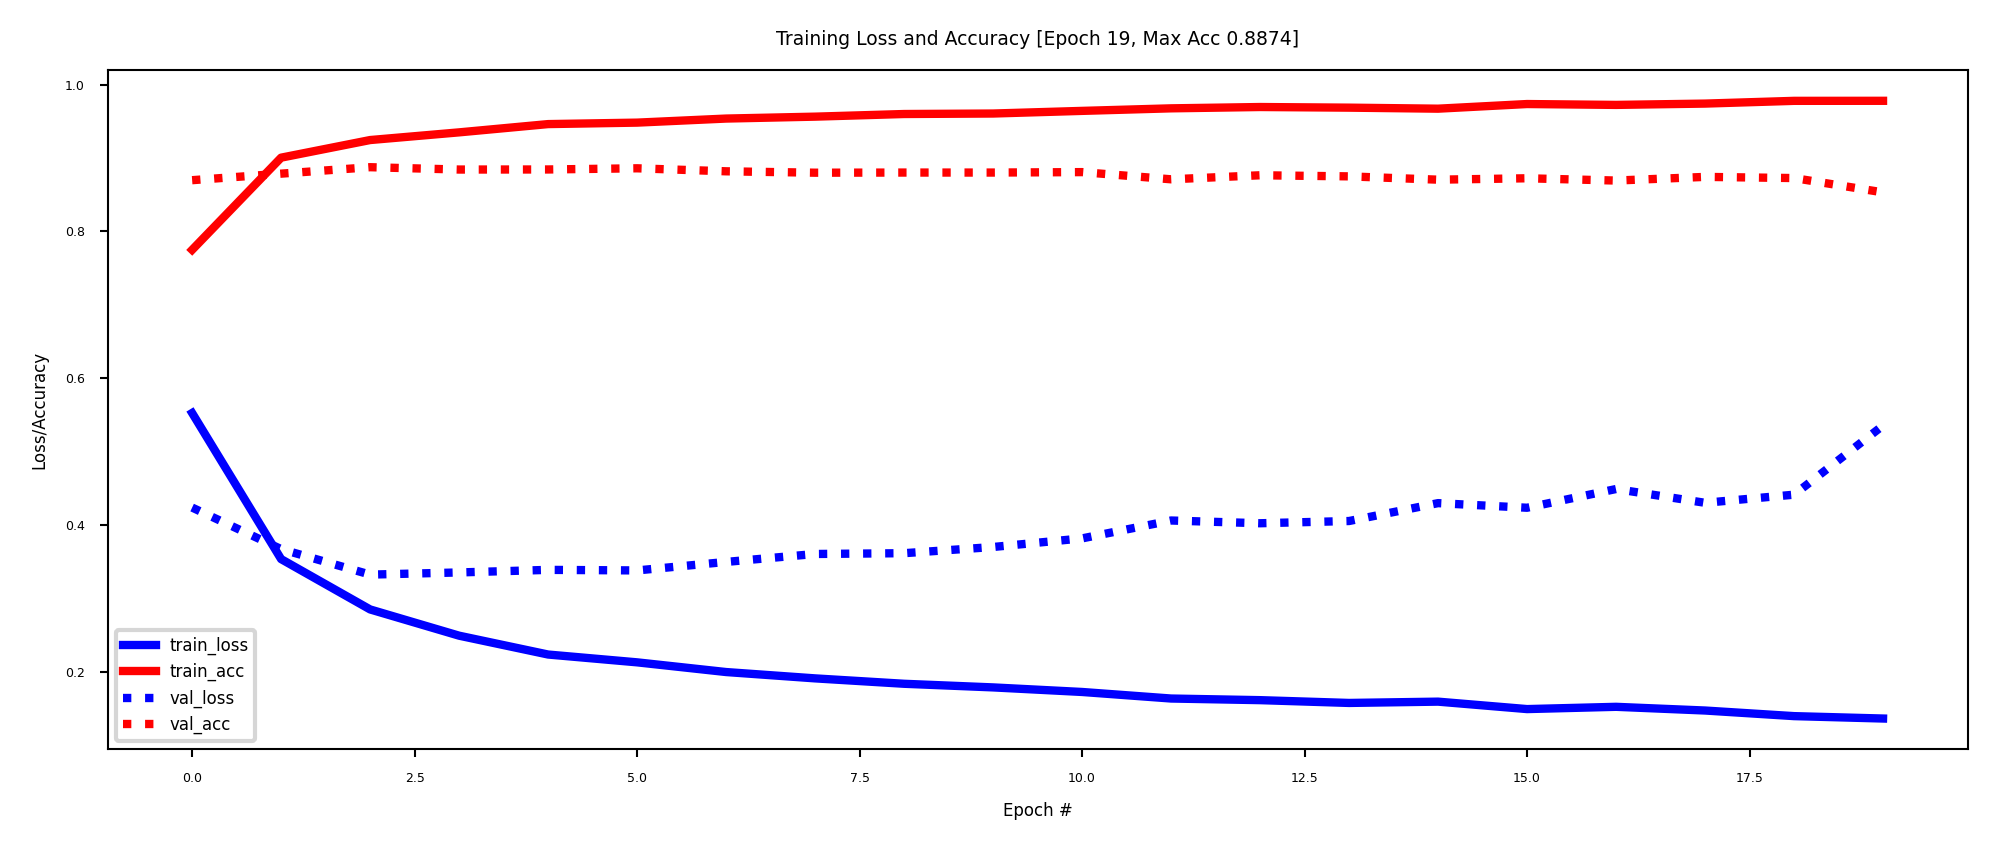 Training Loss and Accuracy [Epoch 19, Max Acc 0.8874]
1.0
0.8
0.6
0.4
0.2
Loss/Accuracy
train_loss
train_acc
val_loss
val_acc
0.0 2.5 5.0 7.5 10.0 12.5 15.0 17.5
Epoch #